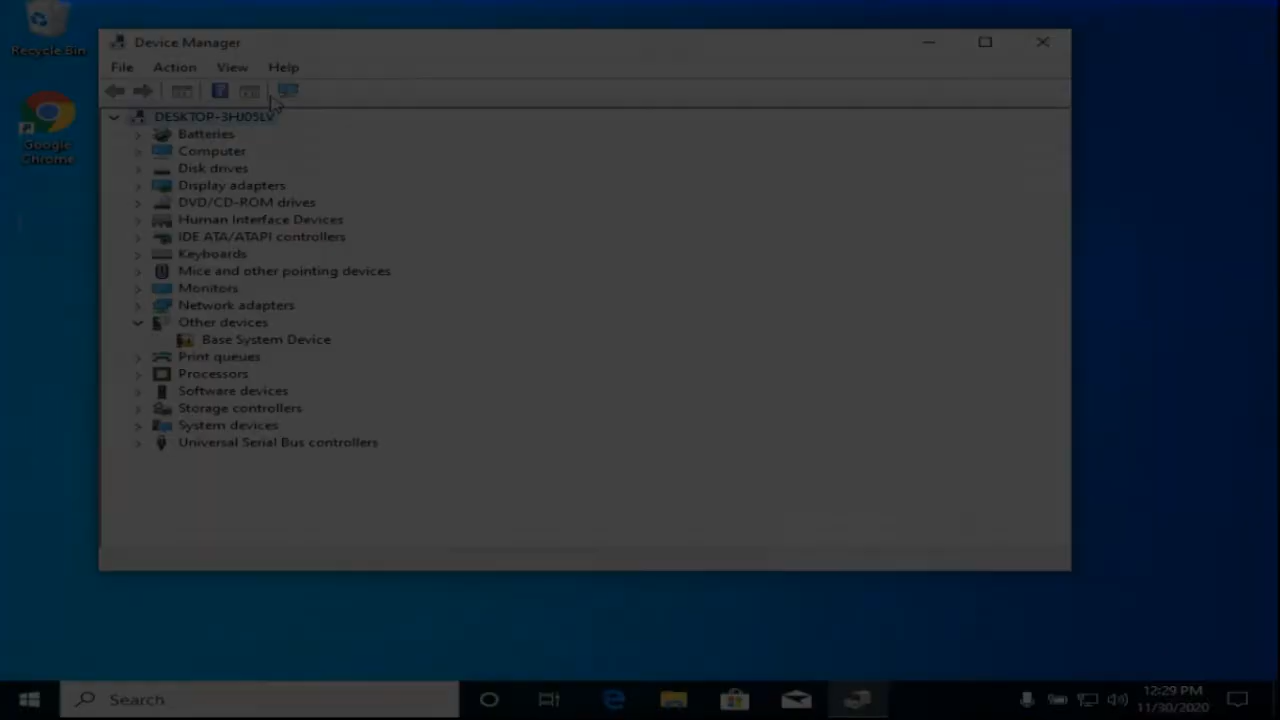 Recycle Bin
Google
Chrome
Device Manager
File Action View Help
DESKTOP-3HJ05LV
Batteries
Computer
Disk drives
Display adapters
DVD/CD-ROM drives
Human Interface Devices
IDE ATA/ATAPI controllers
Keyboards
Mice and other pointing devices
Monitors
Network adapters
Other devices
Base System Device
Print queues
Processors
Software devices
Storage controllers
System devices
Universal Serial Bus controllers
Search
12:29 PM
11/30/2020